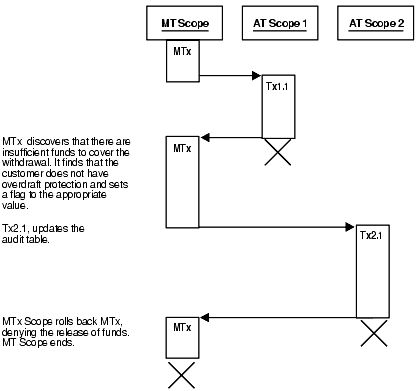 MT Scope
AT Scope 1
AT Scope 2
MTx
Tx1.1
MTx discovers that there are
insufficient funds to cover the
withdrawal. It finds that the
customer does not have
overdraft protection and sets
a flag to the appropriate
value.
MTx
Tx2.1, updates the
audit table.
Tx2.1
MTx Scope rolls back MTx,
denying the release of funds.
MT Scope ends.
MTx